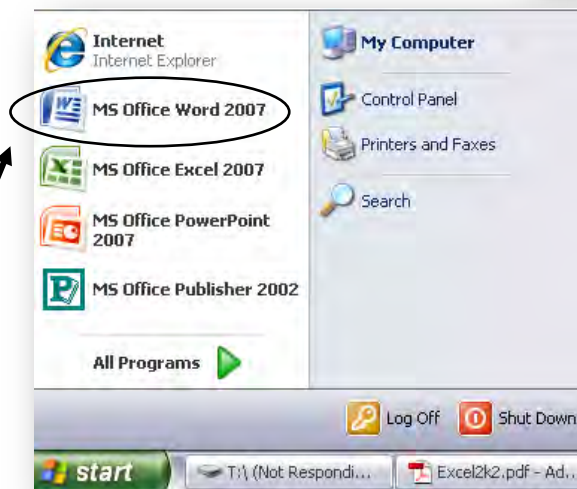 Internet
Internet Explorer
MS Office Word 2007
MS Office Excel 2007
MS Office PowerPoint
2007
MS Office Publisher 2002
All Programs
My Computer
Control Panel
Printers and Faxes
Search
Log Off
Shut Down
start
T:\ (Not Respondi...
Excel2k2.pdf - Ad...